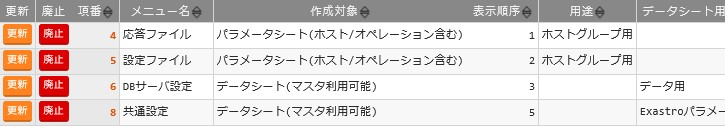 更新 廃止 項番 メニュー名 作成対象 表示順序 用途 データシート用
更新 廃止 4 応答ファイル パラメータシート(ホスト/オペレーション含む) 1 ホストグループ用
更新 廃止 5 設定ファイル パラメータシート(ホスト/オペレーション含む) 2 ホストグループ用
更新 廃止 6 DBサーバ設定 データシート(マスタ利用可能) 3 データ用
更新 廃止 8 共通設定 データシート(マスタ利用可能) 5 Exastroパラメー